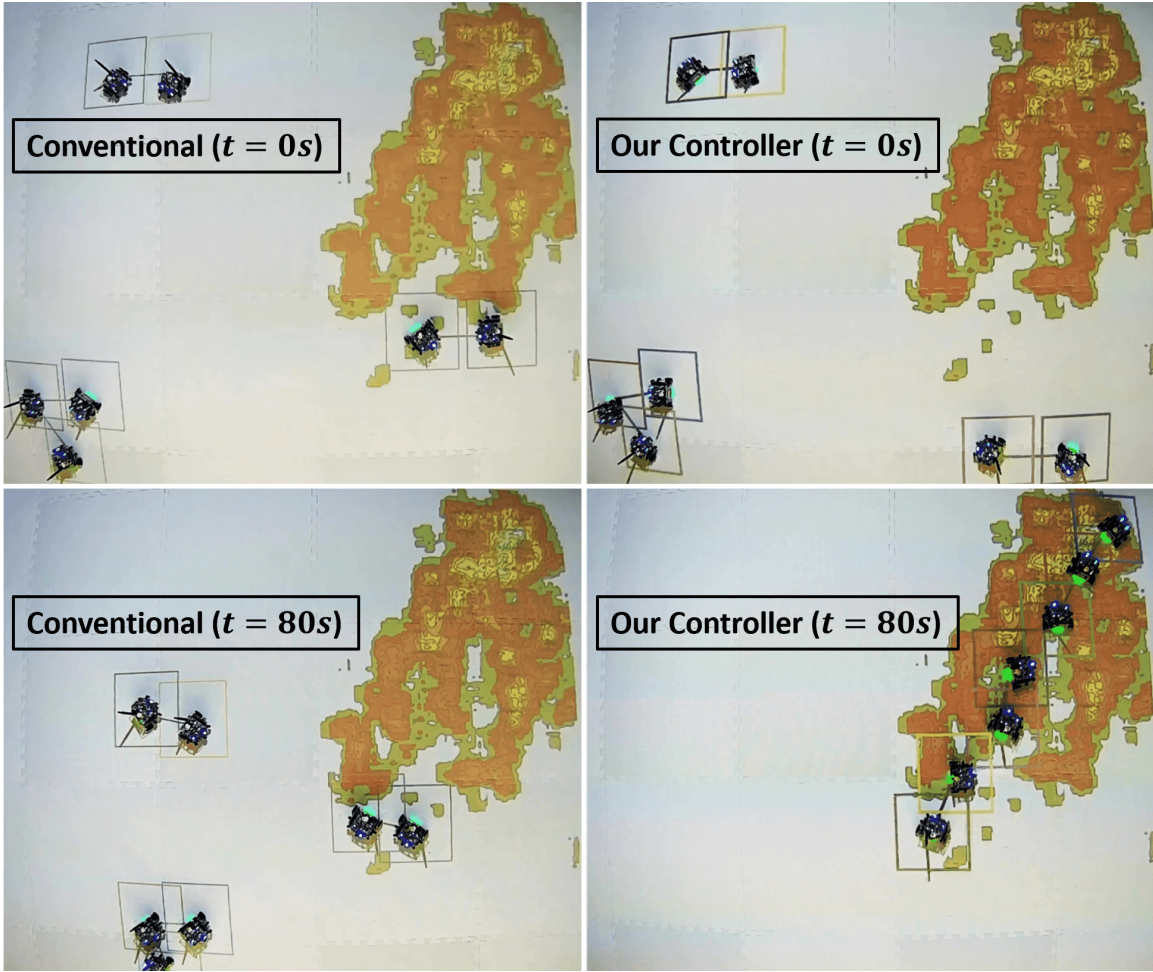 Conventional (t = 0s)
Our Controller (t = 0s)
Conventional (t = 80s)
Our Controller (t = 80s)